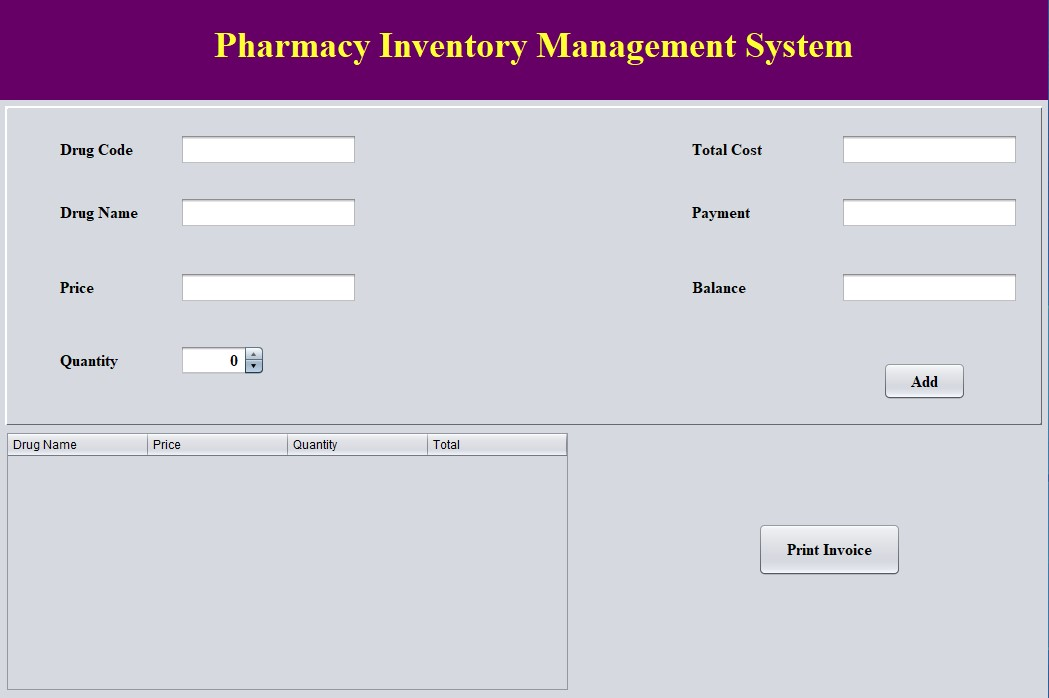 Pharmacy Inventory Management System
Drug Code
Total Cost
Drug Name
Payment
Price
Balance
Quantity 0
Add
Drug Name Price Quantity Total
Print Invoice